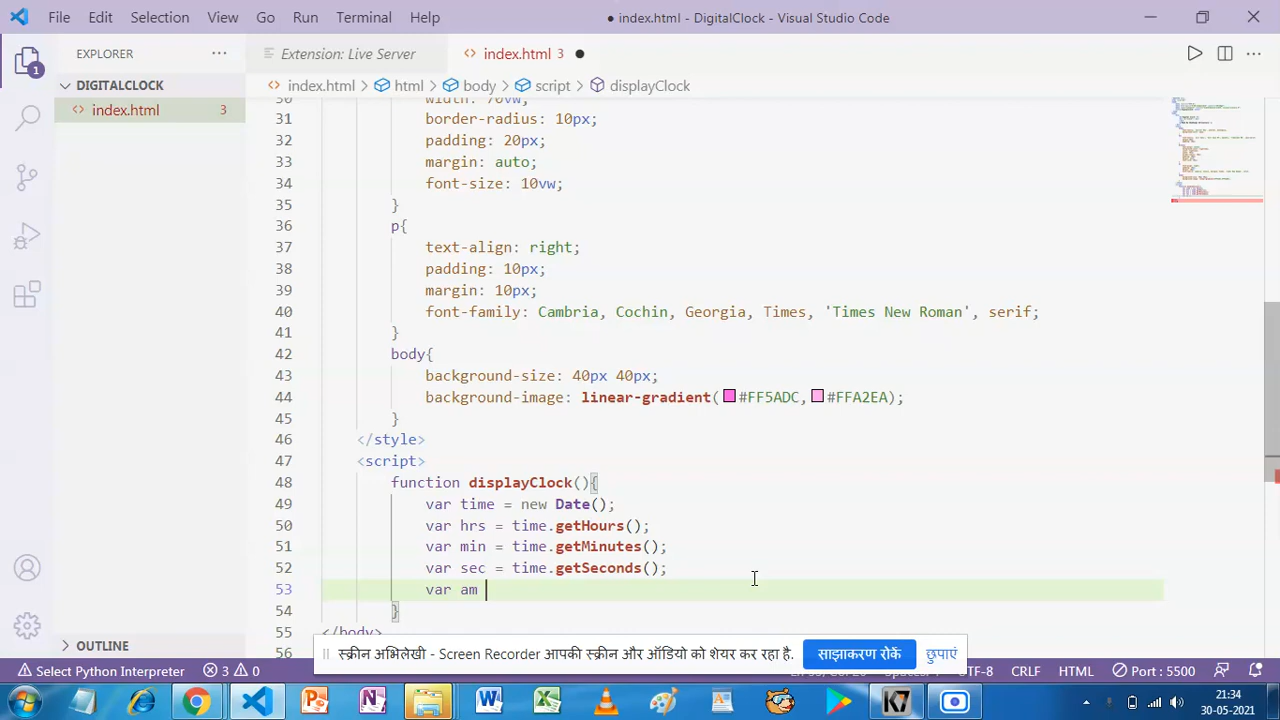 File Edit Selection View Go Run Terminal Help
● index.html - DigitalClock - Visual Studio Code
EXPLORER ···
Extension: Live Server
index.html 3 ●
1
DIGITALCLOCK
index.html > html > body > script > displayClock
index.html 3
30 width: 70vw;
31 border-radius: 10px;
32 padding: 20px;
33 margin: auto;
34 font-size: 10vw;
35 }
36 p{
37 text-align: right;
38 padding: 10px;
39 margin: 10px;
40 font-family: Cambria, Cochin, Georgia, Times, 'Times New Roman', serif;
41 }
42 body{
43 background-size: 40px 40px;
44 background-image: linear-gradient(#FF5ADC,#FFA2EA);
45 }
46 </style>
47 <script>
48 function displayClock(){
49 var time = new Date();
50 var hrs = time.getHours();
51 var min = time.getMinutes();
52 var sec = time.getSeconds();
53 var am
54 }
55 </body>
56
OUTLINE
स्क्रीन अभिलेखी - Screen Recorder आपकी स्क्रीन और ऑडियो को शेयर कर रहा है. साझाकरण रोकें छुपाएं
Select Python Interpreter 3 0 UTF-8 CRLF HTML Port : 5500
21:34
30-05-2021